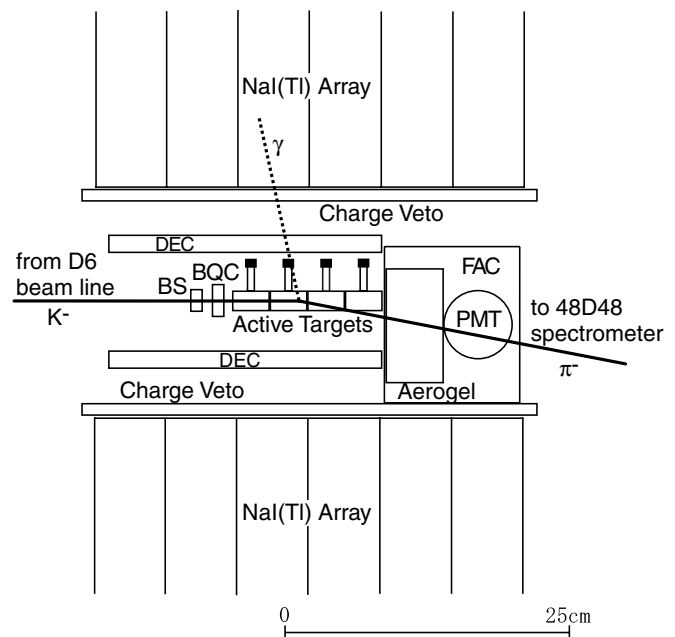 NaI(Tl) Array
γ
Charge Veto
DEC
from D6
beam line
K-
BS
BQC
FAC
Active Targets
PMT
to 48D48
spectrometer
π-
DEC
Charge Veto
Aerogel
NaI(Tl) Array
0
25cm